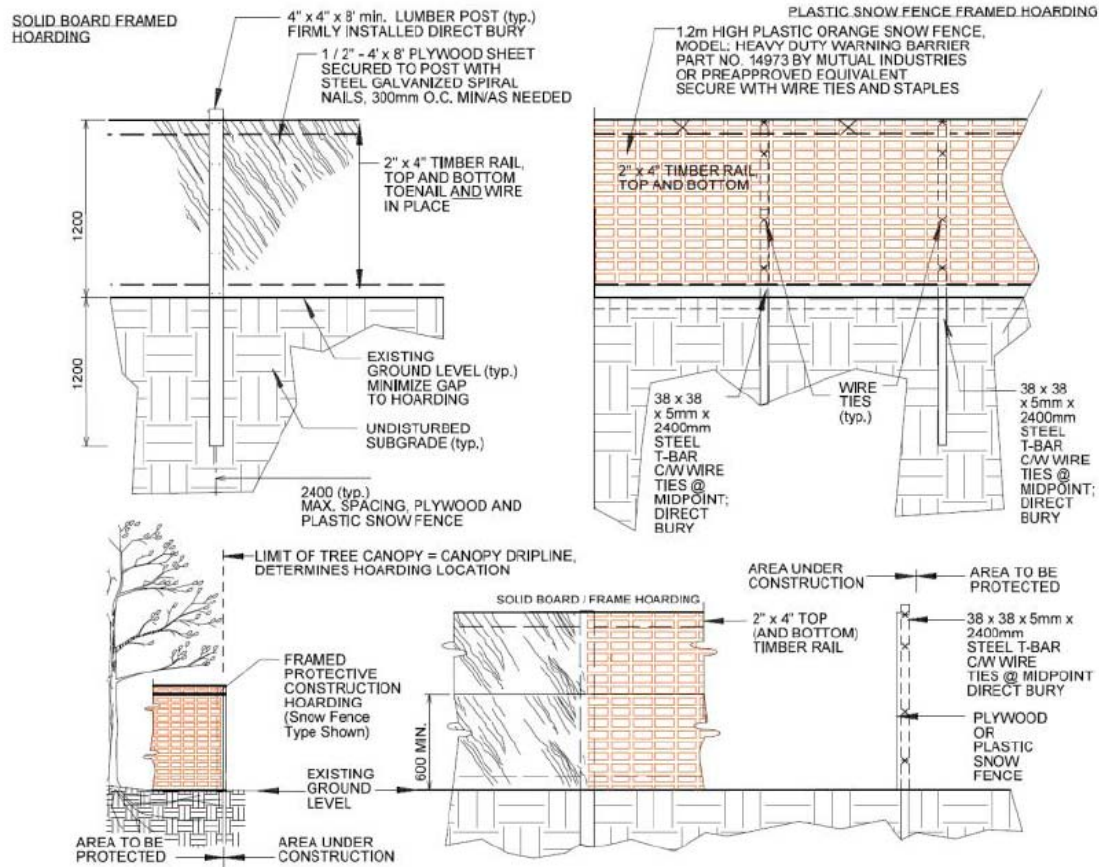 SOLID BOARD FRAMED
HOARDING
4" x 4" x 8' min. LUMBER POST (typ.)
FIRMLY INSTALLED DIRECT BURY
1 / 2" - 4' x 8' PLYWOOD SHEET
SECURED TO POST WITH
STEEL GALVANIZED SPIRAL
NAILS, 300mm O.C. MIN/AS NEEDED
2" x 4" TIMBER RAIL,
TOP AND BOTTOM
TOENAIL AND WIRE
IN PLACE
1200
1200
EXISTING
GROUND LEVEL (typ.)
MINIMIZE GAP
TO HOARDING
UNDISTURBED
SUBGRADE (typ.)
2400 (typ.)
MAX. SPACING, PLYWOOD AND
PLASTIC SNOW FENCE
PLASTIC SNOW FENCE FRAMED HOARDING
1.2m HIGH PLASTIC ORANGE SNOW FENCE,
MODEL: HEAVY DUTY WARNING BARRIER
PART NO. 14973 BY MUTUAL INDUSTRIES
OR PREAPPROVED EQUIVALENT
SECURE WITH WIRE TIES AND STAPLES
2" x 4" TIMBER RAIL,
TOP AND BOTTOM
38 x 38
x 5mm x
2400mm
STEEL
T-BAR
C/W WIRE
TIES @
MIDPOINT;
DIRECT
BURY
WIRE
TIES
(typ.)
38 x 38
x 5mm x
2400mm
STEEL
T-BAR
C/W WIRE
TIES @
MIDPOINT;
DIRECT
BURY
LIMIT OF TREE CANOPY = CANOPY DRIPLINE,
DETERMINES HOARDING LOCATION
FRAMED
PROTECTIVE
CONSTRUCTION
HOARDING
(Snow Fence
Type Shown)
EXISTING
GROUND
LEVEL
AREA TO BE
PROTECTED
AREA UNDER
CONSTRUCTION
SOLID BOARD / FRAME HOARDING
2" x 4" TOP
(AND BOTTOM)
TIMBER RAIL
600 MIN.
AREA UNDER
CONSTRUCTION
AREA TO BE
PROTECTED
38 x 38 x 5mm x
2400mm
STEEL T-BAR
C/W WIRE
TIES @ MIDPOINT
DIRECT BURY
PLYWOOD
OR
PLASTIC
SNOW
FENCE